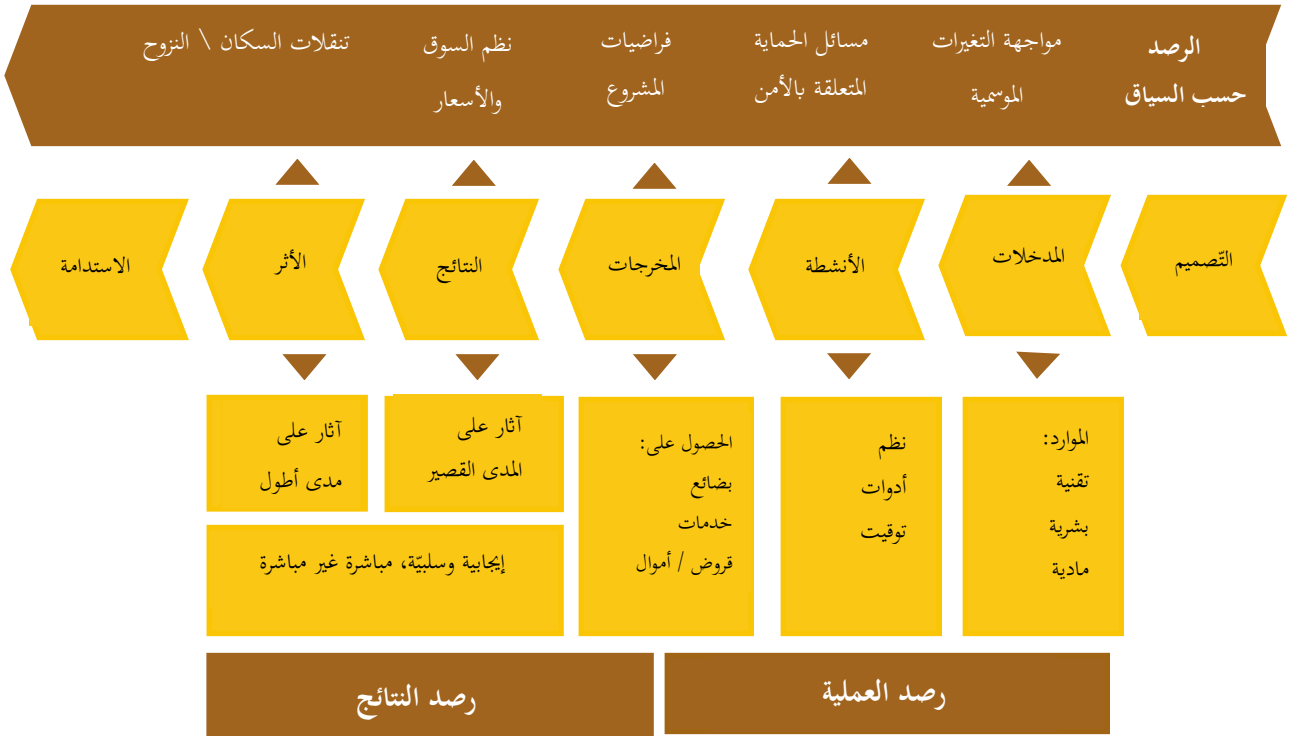 الرصد
حسب السياق
مواجهة التغيرات
الموسمية
مسائل الحماية
المتعلقة بالأمن
فراضيات
المشروع
نظم السوق
والأسعار
تنقلات السكان \ النزوح
التّصميم
المدخلات
الأنشطة
المخرجات
النتائج
الأثر
الاستدامة
الموارد:
تقنية
بشرية
مادية
نظم
أدوات
توقيت
الحصول على:
بضائع
خدمات
قروض / أموال
آثار على
المدى القصير
آثار على
مدى أطول
إيجابية وسلبيّة، مباشرة غير مباشرة
رصد العملية
رصد النتائج